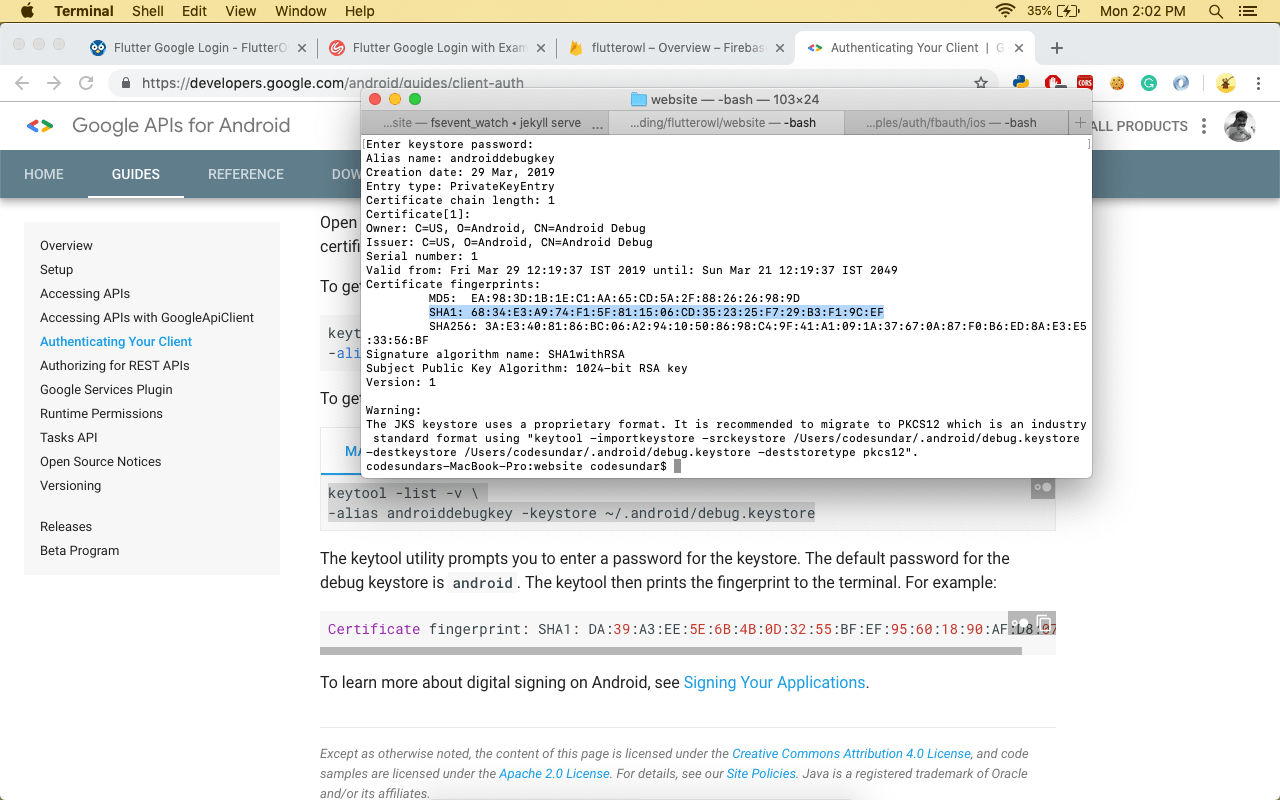 Terminal Shell Edit View Window Help 35% Mon 2:02 PM
Flutter Google Login - FlutterO
Flutter Google Login with Exam
flutterowl – Overview – Firebase
Authenticating Your Client | G
https://developers.google.com/android/guides/client-auth
CORS
Google APIs for Android
ALL PRODUCTS
HOME GUIDES REFERENCE DOW
website — -bash — 103×24
...site — fsevent_watch ◂ jekyll serve ...
...ding/flutterowl/website — -bash
...ples/auth/fbauth/ios — -bash
Enter keystore password:
Alias name: androiddebugkey
Creation date: 29 Mar, 2019
Entry type: PrivateKeyEntry
Certificate chain length: 1
Certificate[1]:
Owner: C=US, O=Android, CN=Android Debug
Issuer: C=US, O=Android, CN=Android Debug
Serial number: 1
Valid from: Fri Mar 29 12:19:37 IST 2019 until: Sun Mar 21 12:19:37 IST 2049
Certificate fingerprints:
MD5: EA:98:3D:1B:1E:C1:AA:65:CD:5A:2F:88:26:26:98:9D
SHA1: 68:34:E3:A9:74:F1:5F:81:15:06:CD:35:23:25:F7:29:B3:F1:9C:EF
SHA256: 3A:E3:40:81:86:BC:06:A2:94:10:50:86:98:C4:9F:41:A1:09:1A:37:67:0A:87:F0:B6:ED:8A:E3:E5
:33:56:BF
Signature algorithm name: SHA1withRSA
Subject Public Key Algorithm: 1024-bit RSA key
Version: 1
Warning:
The JKS keystore uses a proprietary format. It is recommended to migrate to PKCS12 which is an industry
standard format using "keytool -importkeystore -srckeystore /Users/codesundar/.android/debug.keystore
-destkeystore /Users/codesundar/.android/debug.keystore -deststoretype pkcs12".
codesundars-MacBook-Pro:website codesundar$
Overview
Setup
Accessing APIs
Accessing APIs with GoogleApiClient
Authenticating Your Client
Authorizing for REST APIs
Google Services Plugin
Runtime Permissions
Tasks API
Open Source Notices
Versioning
Releases
Beta Program
Open
certifi
To ge
keyt
-ali
To ge
MA
keytool -list -v \
-alias androiddebugkey -keystore ~/.android/debug.keystore
The keytool utility prompts you to enter a password for the keystore. The default password for the
debug keystore is android. The keytool then prints the fingerprint to the terminal. For example:
Certificate fingerprint: SHA1: DA:39:A3:EE:5E:6B:4B:0D:32:55:BF:EF:95:60:18:90:AF:D8:07
To learn more about digital signing on Android, see Signing Your Applications.
Except as otherwise noted, the content of this page is licensed under the Creative Commons Attribution 4.0 License, and code
samples are licensed under the Apache 2.0 License. For details, see our Site Policies. Java is a registered trademark of Oracle
and/or its affiliates.